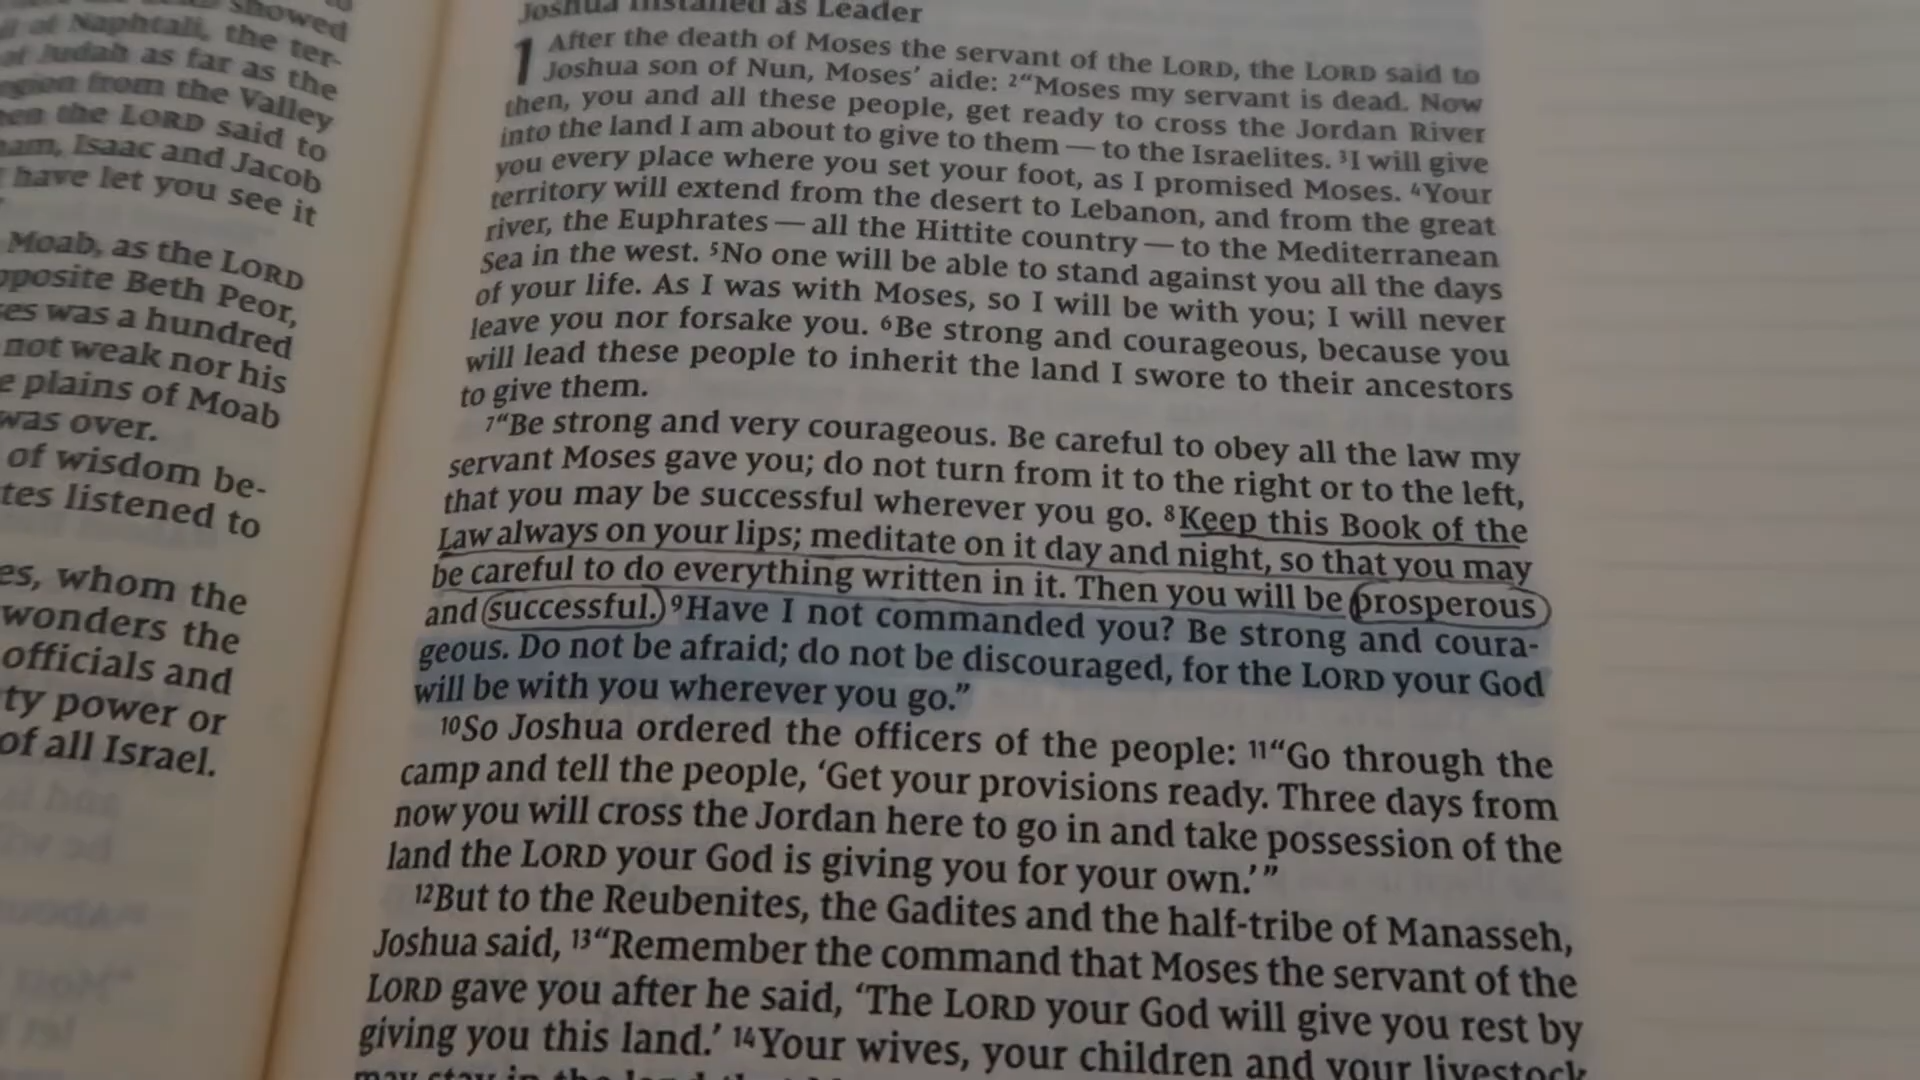 showed
of Naphtali, the ter-
of Judah as far as the
region from the Valley
the LORD said to
Isaac and Jacob
have let you see it
Moab, as the LORD
opposite Beth Peor,
was a hundred
not weak nor his
plains of Moab
was over.
of wisdom be-
listened to
whom the
wonders the
officials and
power or
of all Israel.
Joshua Installed as Leader
1 After the death of Moses the servant of the LORD, the LORD said to
Joshua son of Nun, Moses’ aide: 2“Moses my servant is dead. Now
then, you and all these people, get ready to cross the Jordan River
into the land I am about to give to them — to the Israelites. 3I will give
you every place where you set your foot, as I promised Moses. 4Your
territory will extend from the desert to Lebanon, and from the great
river, the Euphrates — all the Hittite country — to the Mediterranean
Sea in the west. 5No one will be able to stand against you all the days
of your life. As I was with Moses, so I will be with you; I will never
leave you nor forsake you. 6Be strong and courageous, because you
will lead these people to inherit the land I swore to their ancestors
to give them.
7“Be strong and very courageous. Be careful to obey all the law my
servant Moses gave you; do not turn from it to the right or to the left,
that you may be successful wherever you go. 8Keep this Book of the
Law always on your lips; meditate on it day and night, so that you may
be careful to do everything written in it. Then you will be prosperous
and successful. 9Have I not commanded you? Be strong and coura-
geous. Do not be afraid; do not be discouraged, for the LORD your God
will be with you wherever you go.”
10So Joshua ordered the officers of the people: 11“Go through the
camp and tell the people, ‘Get your provisions ready. Three days from
now you will cross the Jordan here to go in and take possession of the
land the LORD your God is giving you for your own.’ ”
12But to the Reubenites, the Gadites and the half-tribe of Manasseh,
Joshua said, 13“Remember the command that Moses the servant of the
LORD gave you after he said, ‘The LORD your God will give you rest by
giving you this land.’ 14Your wives, your children and your livestock
may stay in the land that